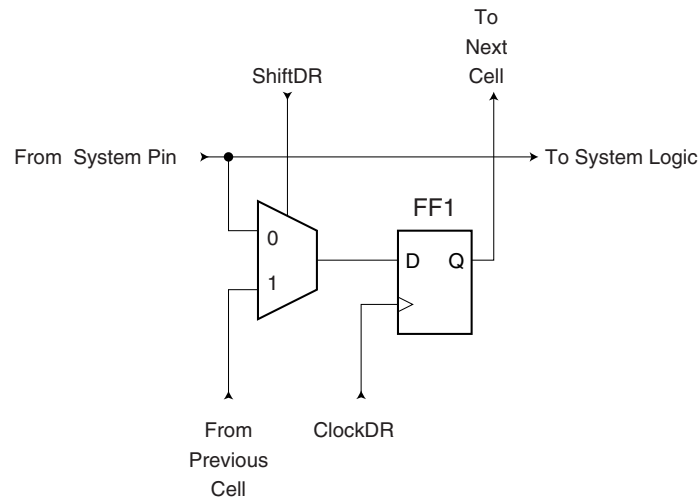 To
Next
Cell
ShiftDR
From System Pin
To System Logic
FF1
0
D Q
1
From
Previous
Cell
ClockDR